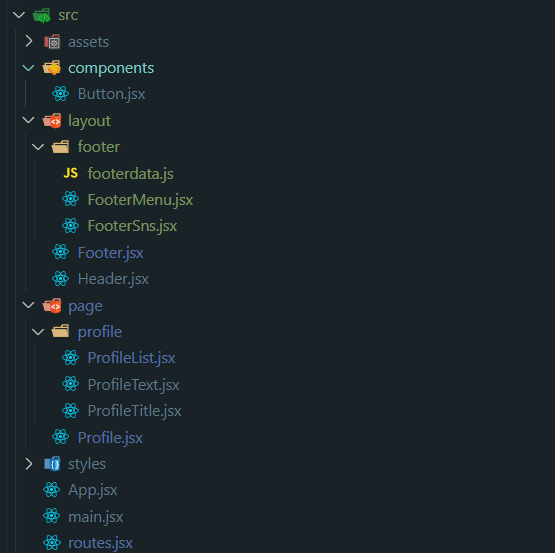 src
assets
components
Button.jsx
layout
footer
JS footerdata.js
FooterMenu.jsx
FooterSns.jsx
Footer.jsx
Header.jsx
page
profile
ProfileList.jsx
ProfileText.jsx
ProfileTitle.jsx
Profile.jsx
styles
App.jsx
main.jsx
routes.jsx